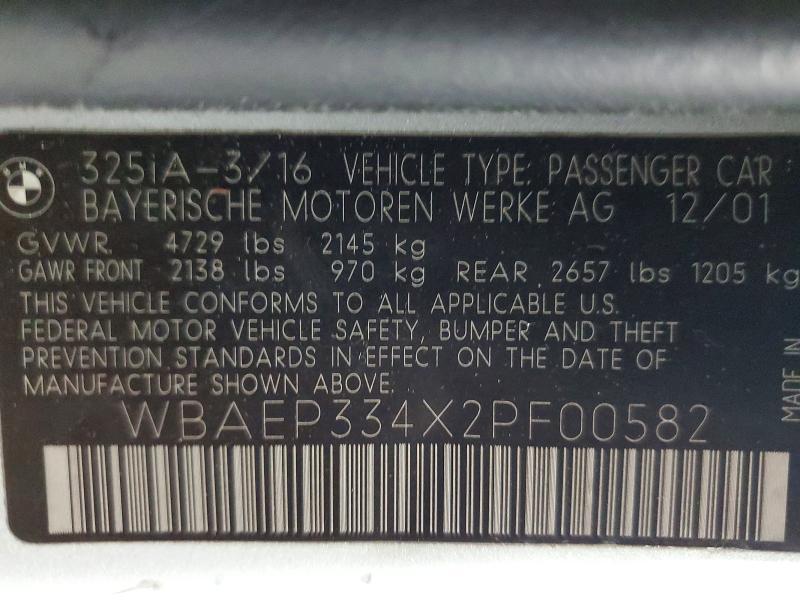 325iA-3/16 VEHICLE TYPE: PASSENGER CAR
BAYERISCHE MOTOREN WERKE AG 12/01
GVWR. 4729 lbs 2145 kg
GAWR FRONT 2138 lbs 970 kg REAR. 2657 lbs 1205 kg
THIS VEHICLE CONFORMS TO ALL APPLICABLE U.S.
FEDERAL MOTOR VEHICLE SAFETY, BUMPER AND THEFT
PREVENTION STANDARDS IN EFFECT ON THE DATE OF
MANUFACTURE SHOWN ABOVE.
WBAEP334X2PF00582
MADE IN